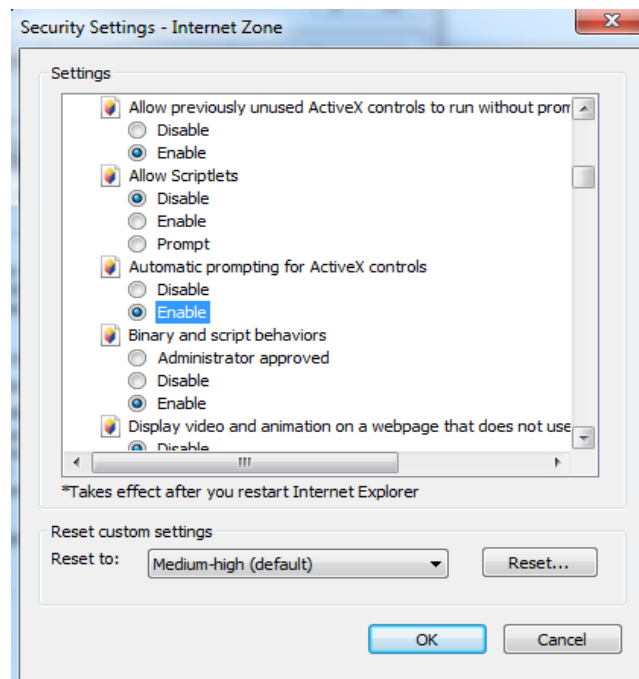 Security Settings - Internet Zone
Settings
Allow previously unused ActiveX controls to run without
Disable
Enable
Allow Scriptlets
Disable
Enable
Prompt
Automatic prompting for ActiveX controls
Disable
Enable
Binary and script behaviors
Administrator approved
Disable
Enable
Display video and animation on a webpage that does not use
Disable
*Takes effect after you restart Internet Explorer
Reset custom settings
Reset to: Medium-high (default) Reset...
OK Cancel